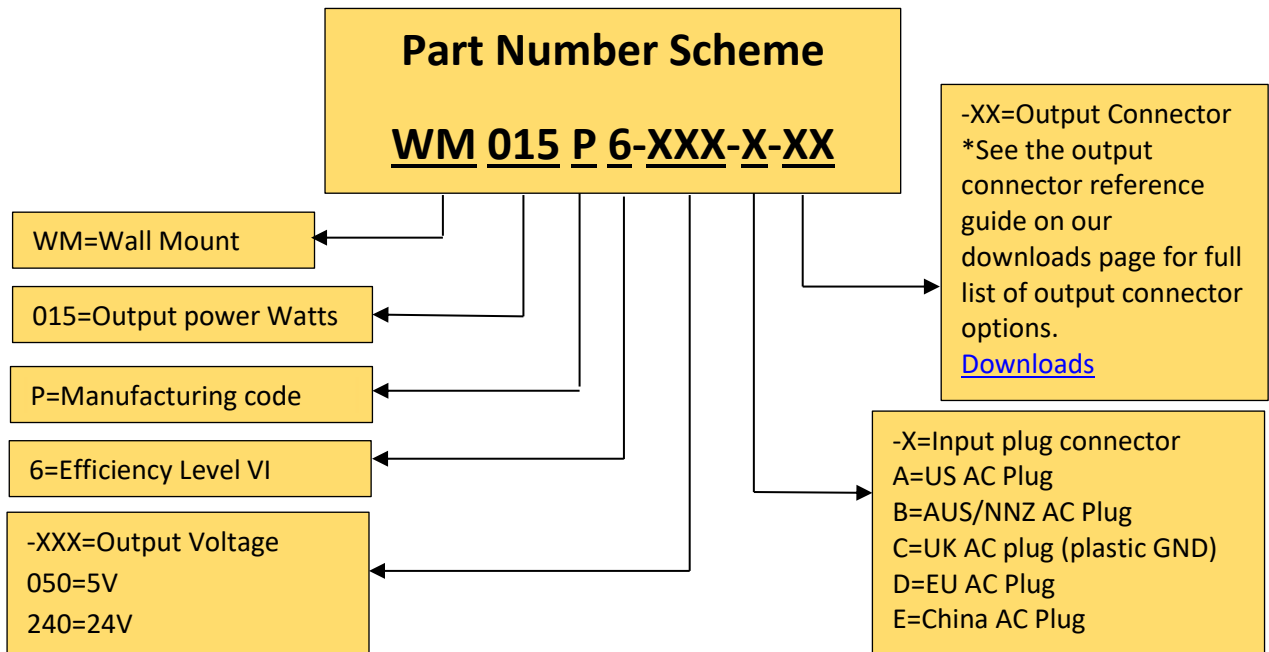 Part Number Scheme
WM 015 P 6-XXX-X-XX
WM=Wall Mount
015=Output power Watts
P=Manufacturing code
6=Efficiency Level VI
-XXX=Output Voltage
050=5V
240=24V
-XX=Output Connector
*See the output
connector reference
guide on our
downloads page for full
list of output connector
options.
Downloads
-X=Input plug connector
A=US AC Plug
B=AUS/NNZ AC Plug
C=UK AC plug (plastic GND)
D=EU AC Plug
E=China AC Plug